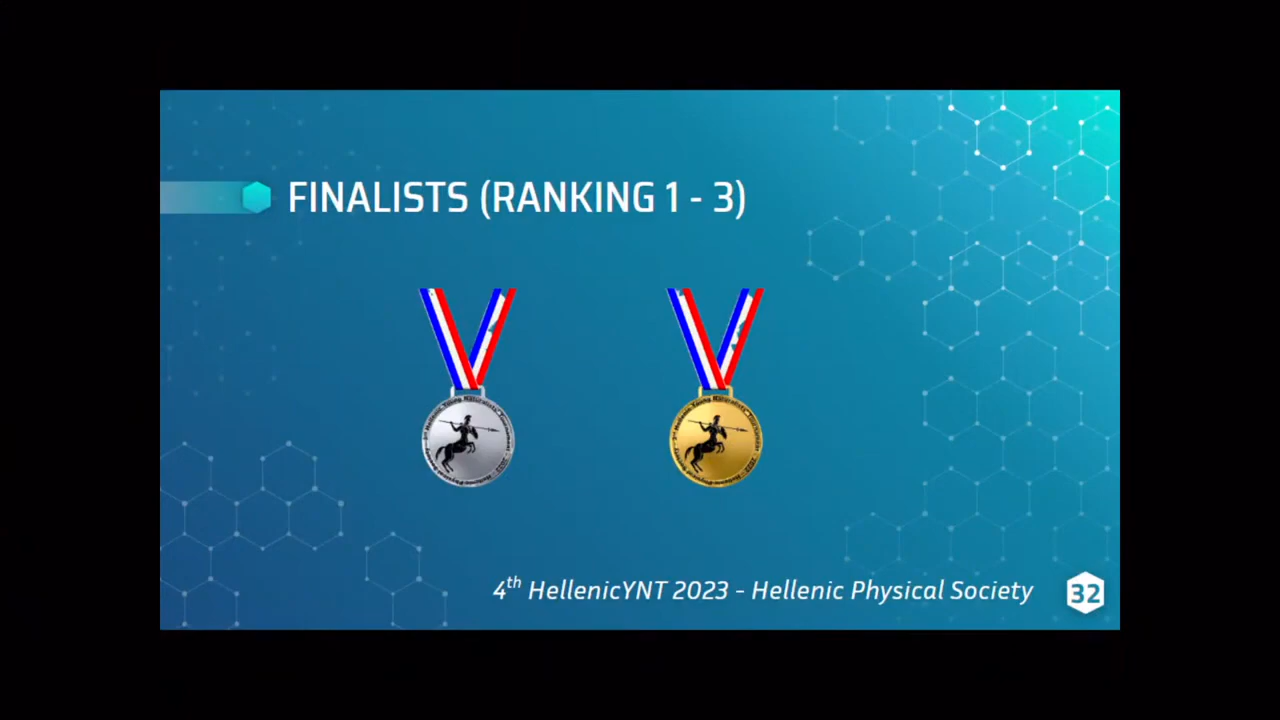 FINALISTS (RANKING 1 - 3)
4th HellenicYNT 2023 - Hellenic Physical Society
32